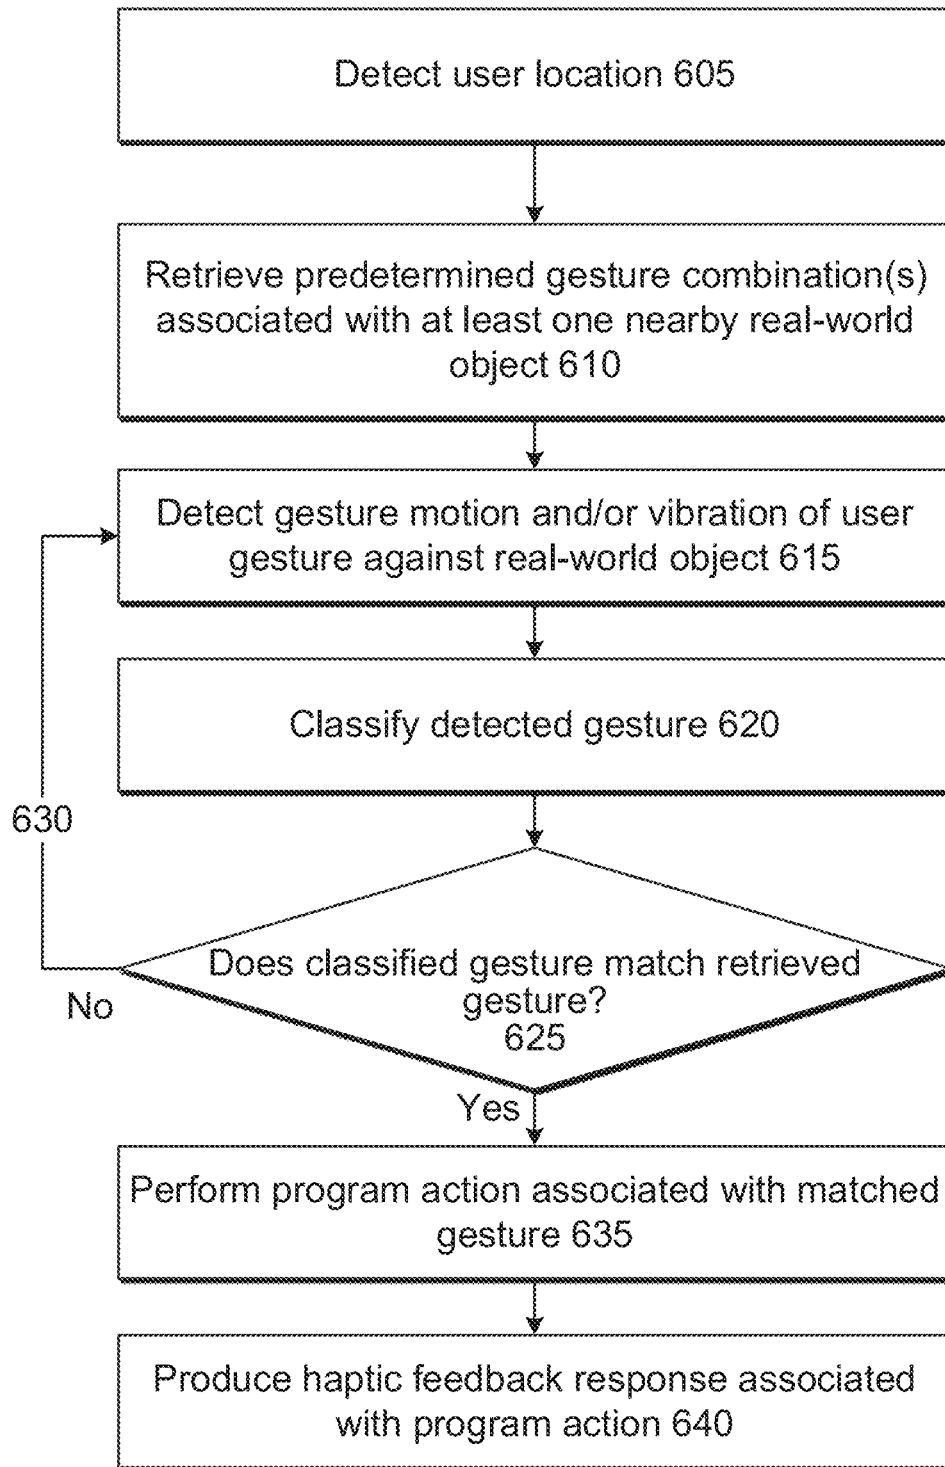 Detect user location 605
Retrieve predetermined gesture combination(s)
associated with at least one nearby real-world
object 610
Detect gesture motion and/or vibration of user
gesture against real-world object 615
Classify detected gesture 620
630
Does classified gesture match retrieved
gesture?
625
No
Yes
Perform program action associated with matched
gesture 635
Produce haptic feedback response associated
with program action 640